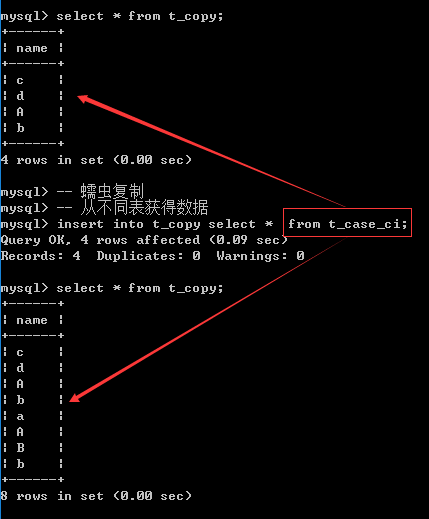 mysql> select * from t_copy;
+------+
¦ name ¦
+------+
¦ c    ¦
¦ d    ¦
¦ A    ¦
¦ b    ¦
+------+
4 rows in set (0.00 sec)
mysql> -- 蠕虫复制
mysql> -- 从不同表获得数据
mysql> insert into t_copy select * from t_case_ci;
Query OK, 4 rows affected (0.09 sec)
Records: 4  Duplicates: 0  Warnings: 0
mysql> select * from t_copy;
+------+
¦ name ¦
+------+
¦ c    ¦
¦ d    ¦
¦ A    ¦
¦ b    ¦
¦ a    ¦
¦ A    ¦
¦ B    ¦
¦ b    ¦
+------+
8 rows in set (0.00 sec)